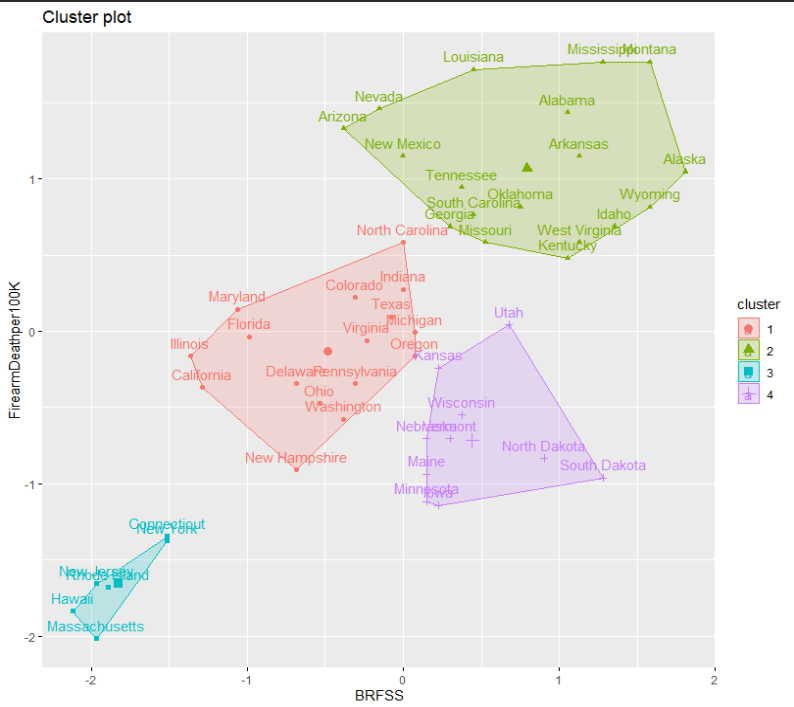 Cluster plot
Mississippi
Montana
Louisiana
Nevada
Alabama
Arizona
New Mexico
Arkansas
Alaska
Tennessee
Oklahoma
Wyoming
South Carolina
Georgia
Idaho
North Carolina
Missouri
West Virginia
Kentucky
Indiana
Colorado
Maryland
Texas
Utah
Florida
Virginia
Michigan
Illinois
Oregon
Kansas
California
Delaware
Pennsylvania
Ohio
Washington
Wisconsin
Nebraska
Vermont
New Hampshire
North Dakota
Maine
South Dakota
Minnesota
Iowa
Connecticut
New York
New Jersey
Rhode Island
Hawaii
Massachusetts
1
0
-1
-2
FirearmDeathper100K
-2
-1
0
1
2
BRFSS
cluster
1
2
3
4